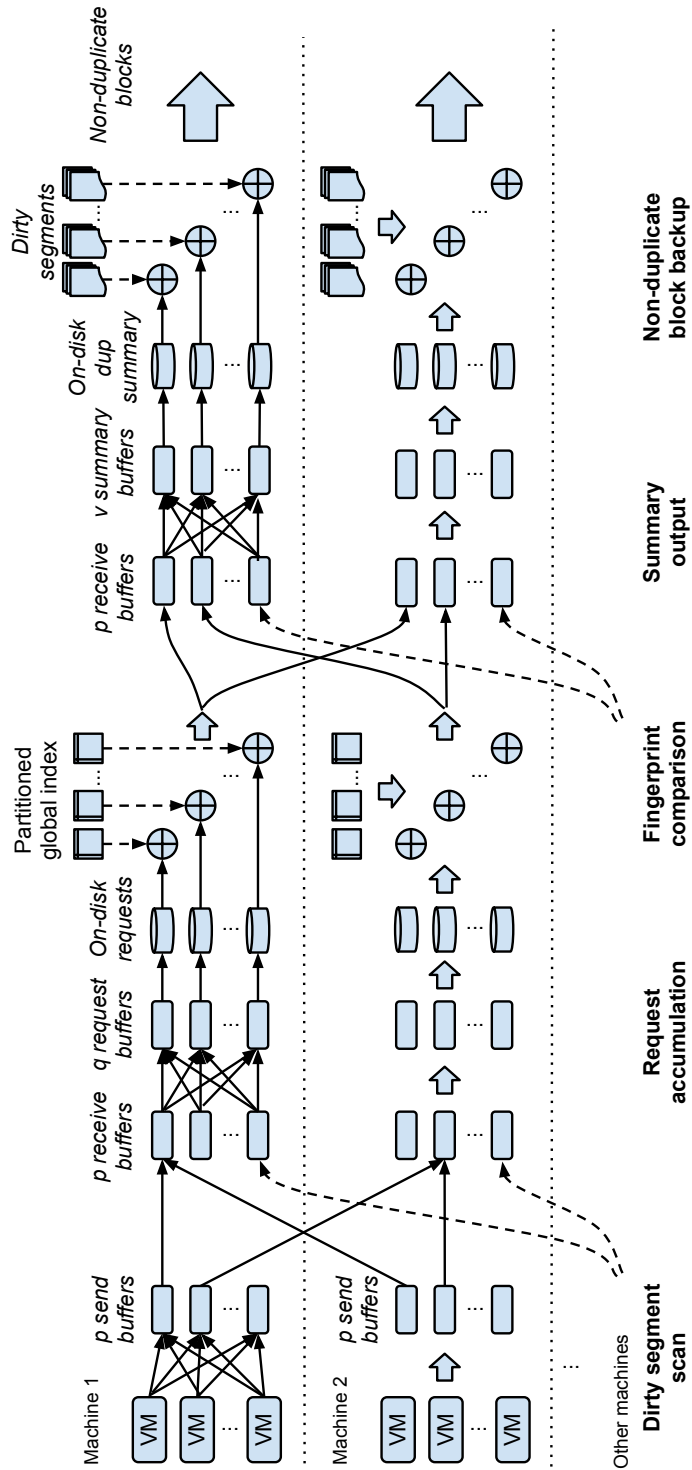 Machine 1
VM
VM
...
VM
p send
buffers
...
p receive
buffers
...
q request
buffers
...
On-disk
requests
...
Partitioned
global index
...
...
p receive
buffers
...
v summary
buffers
...
On-disk
dup
summary
...
Dirty
segments
...
...
Non-duplicate
blocks
Machine 2
VM
VM
...
VM
p send
buffers
...
...
...
...
...
...
...
...
...
...
...
...
Other machines
Dirty segment
scan
Request
accumulation
Fingerprint
comparison
Summary
output
Non-duplicate
block backup